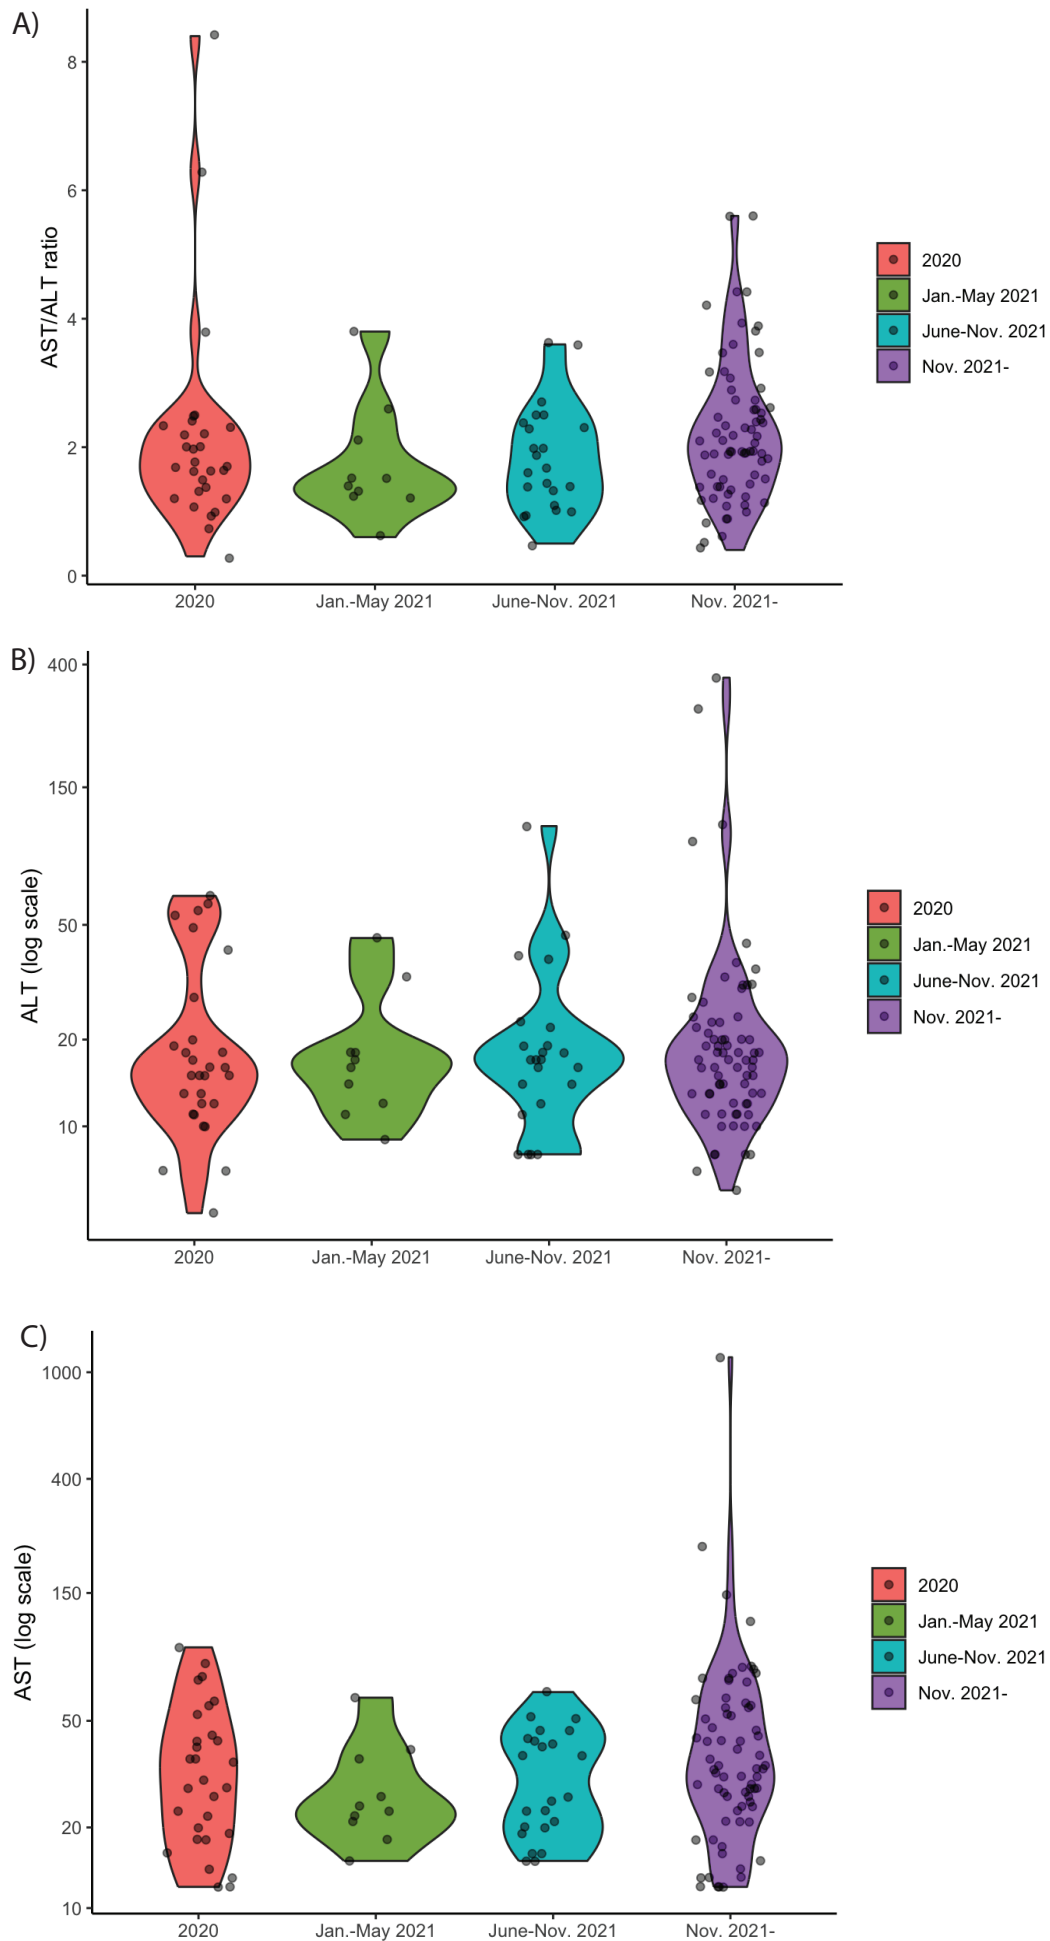 A)
AST/ALT ratio
8
6
4
2
0
2020
Jan.-May 2021
June-Nov. 2021
Nov. 2021-
2020
Jan.-May 2021
June-Nov. 2021
Nov. 2021-
B)
ALT (log scale)
400
150
50
20
10
2020
Jan.-May 2021
June-Nov. 2021
Nov. 2021-
2020
Jan.-May 2021
June-Nov. 2021
Nov. 2021-
C)
AST (log scale)
1000
400
150
50
20
10
2020
Jan.-May 2021
June-Nov. 2021
Nov. 2021-
2020
Jan.-May 2021
June-Nov. 2021
Nov. 2021-